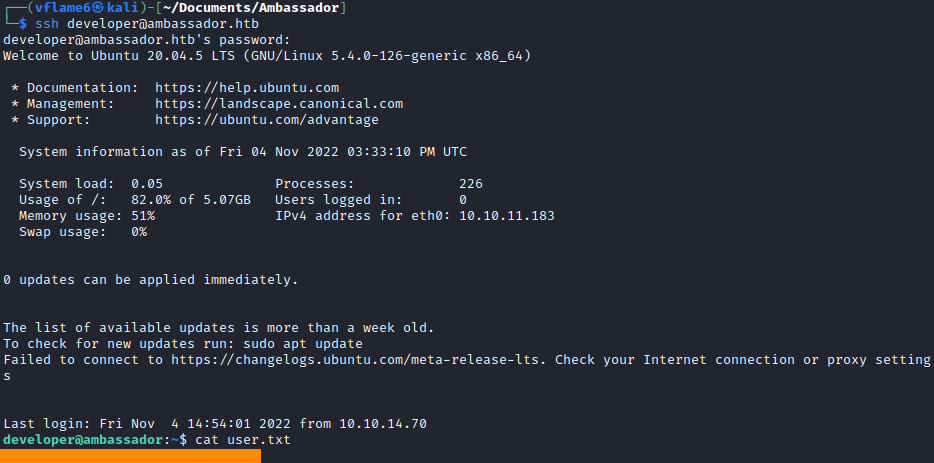 ┌──(vflame6㉿kali)-[~/Documents/Ambassador]
└─$ ssh developer@ambassador.htb
developer@ambassador.htb's password:
Welcome to Ubuntu 20.04.5 LTS (GNU/Linux 5.4.0-126-generic x86_64)
* Documentation:  https://help.ubuntu.com
* Management:     https://landscape.canonical.com
* Support:        https://ubuntu.com/advantage
System information as of Fri 04 Nov 2022 03:33:10 PM UTC
System load:  0.05              Processes:             226
Usage of /:   82.0% of 5.07GB   Users logged in:       0
Memory usage: 51%               IPv4 address for eth0: 10.10.11.183
Swap usage:   0%
0 updates can be applied immediately.
The list of available updates is more than a week old.
To check for new updates run: sudo apt update
Failed to connect to https://changelogs.ubuntu.com/meta-release-lts. Check your Internet connection or proxy setting
s
Last login: Fri Nov  4 14:54:01 2022 from 10.10.14.70
developer@ambassador:~$ cat user.txt